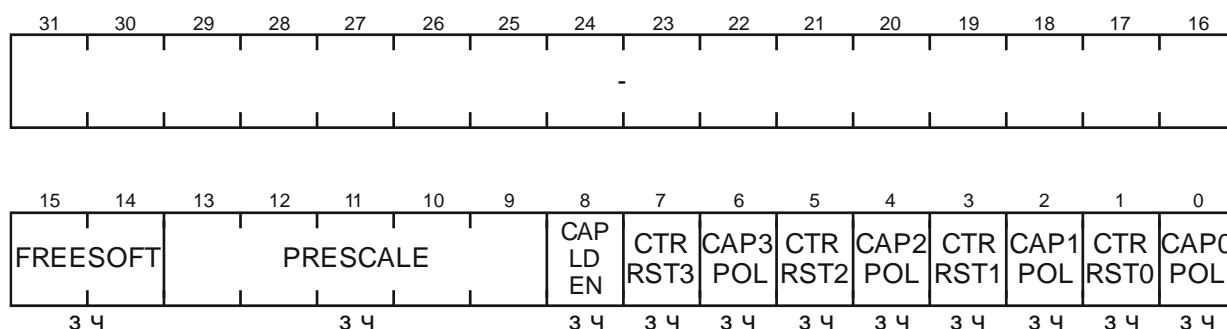 31 30 29 28 27 26 25 24 23 22 21 20 19 18 17 16
-
15 14 13 12 11 10 9 8 7 6 5 4 3 2 1 0
FREESOFT PRESCALE CAP LD EN CTR RST3 CAP3 POL CTR RST2 CAP2 POL CTR RST1 CAP1 POL CTR RST0 CAP0 POL
з ч з ч з ч з ч з ч з ч з ч з ч з ч з ч з ч